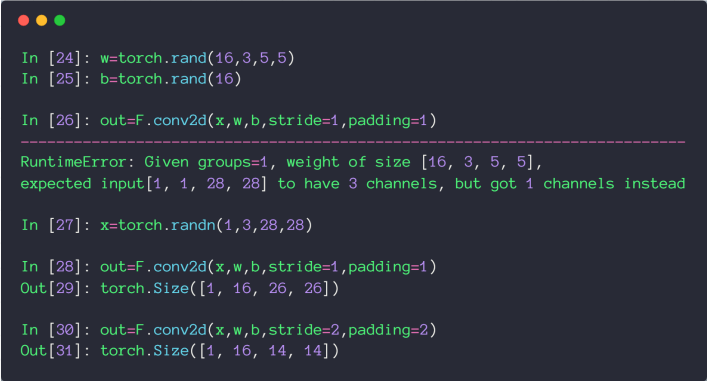 In [24]: w=torch.rand(16,3,5,5)
In [25]: b=torch.rand(16)
In [26]: out=F.conv2d(x,w,b,stride=1,padding=1)
---------------------------------------------------------------------------
RuntimeError: Given groups=1, weight of size [16, 3, 5, 5],
expected input[1, 1, 28, 28] to have 3 channels, but got 1 channels instead
In [27]: x=torch.randn(1,3,28,28)
In [28]: out=F.conv2d(x,w,b,stride=1,padding=1)
Out[29]: torch.Size([1, 16, 26, 26])
In [30]: out=F.conv2d(x,w,b,stride=2,padding=2)
Out[31]: torch.Size([1, 16, 14, 14])